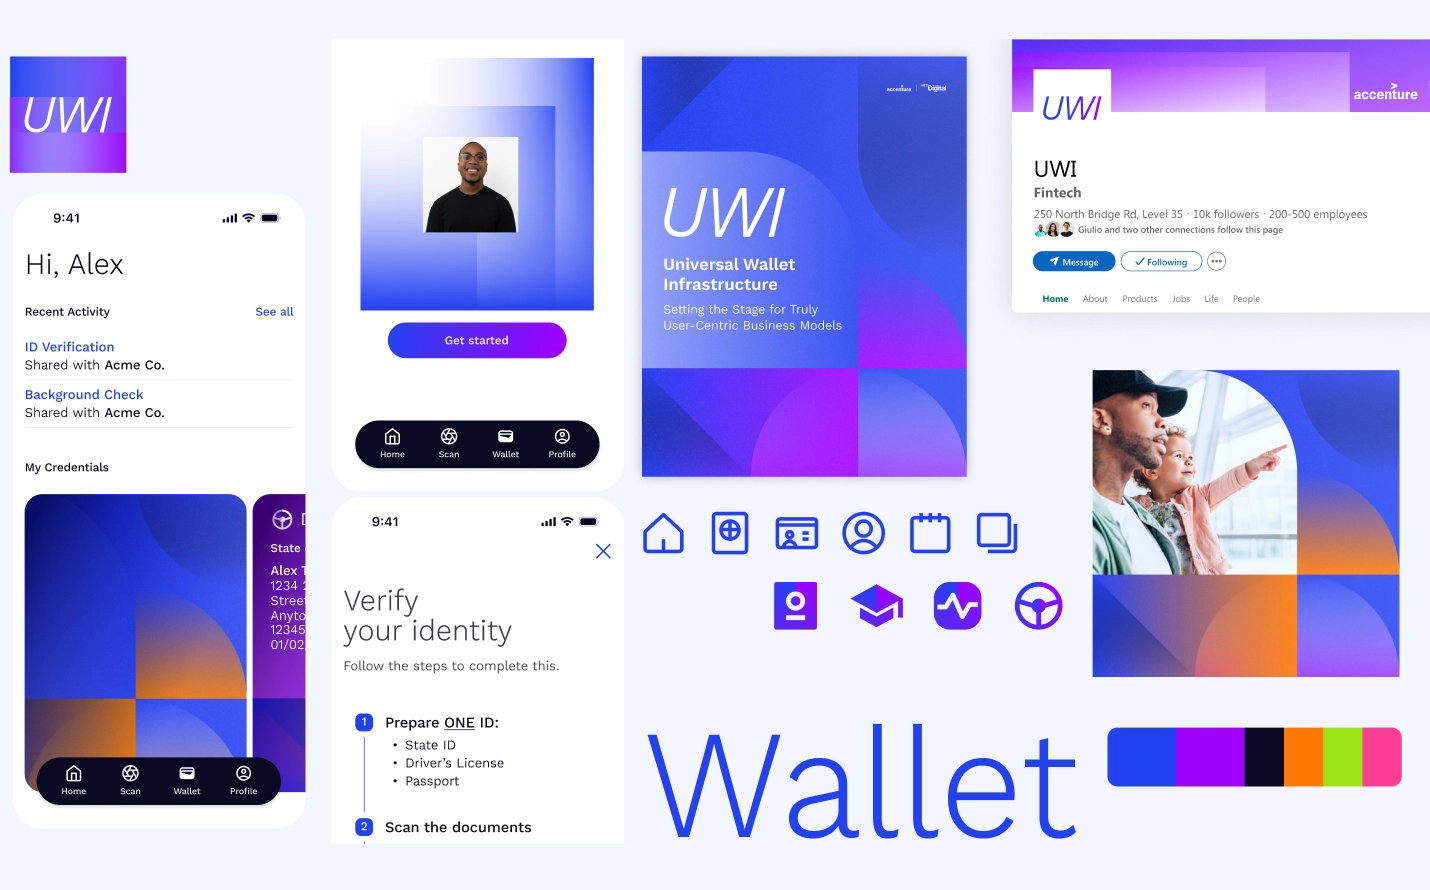 UWI
9:41
Hi, Alex
Recent Activity
See all
ID Verification
Shared with Acme Co.
Background Check
Shared with Acme Co.
My Credentials
State
Alex T
1234
Street
Anyto
12345
01/02
Home
Scan
Wallet
Profile
Get started
Home
Scan
Wallet
Profile
9:41
Verify
your identity
Follow the steps to complete this.
1
Prepare ONE ID:
• State ID
• Driver's License
• Passport
2
Scan the documents
accenture
Digital
UWI
Universal Wallet
Infrastructure
Setting the Stage for Truly
User-Centric Business Models
accenture
UWI
UWI
Fintech
250 North Bridge Rd, Level 35 · 10k followers · 200-500 employees
Giulio and two other connections follow this page
Message
Following
Home
About
Products
Jobs
Life
People
Wallet